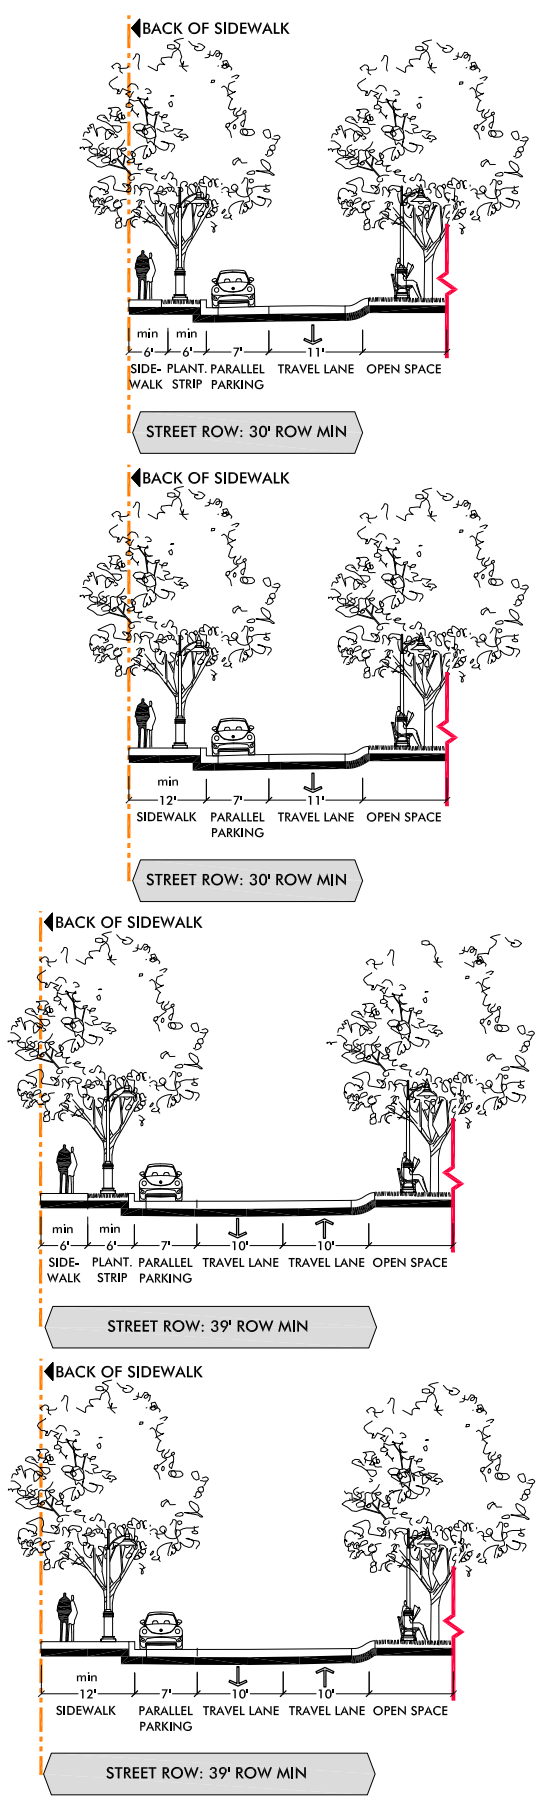 BACK OF SIDEWALK
min min
6' 6' 7' 11'
SIDE- PLANT. PARALLEL TRAVEL LANE OPEN SPACE
WALK STRIP PARKING
STREET ROW: 30' ROW MIN
BACK OF SIDEWALK
min
12' 7' 11'
SIDEWALK PARALLEL TRAVEL LANE OPEN SPACE
PARKING
STREET ROW: 30' ROW MIN
BACK OF SIDEWALK
min min
6' 6' 7' 10' 10'
SIDE- PLANT. PARALLEL TRAVEL LANE TRAVEL LANE OPEN SPACE
WALK STRIP PARKING
STREET ROW: 39' ROW MIN
BACK OF SIDEWALK
min
12' 7' 10' 10'
SIDEWALK PARALLEL TRAVEL LANE TRAVEL LANE OPEN SPACE
PARKING
STREET ROW: 39' ROW MIN